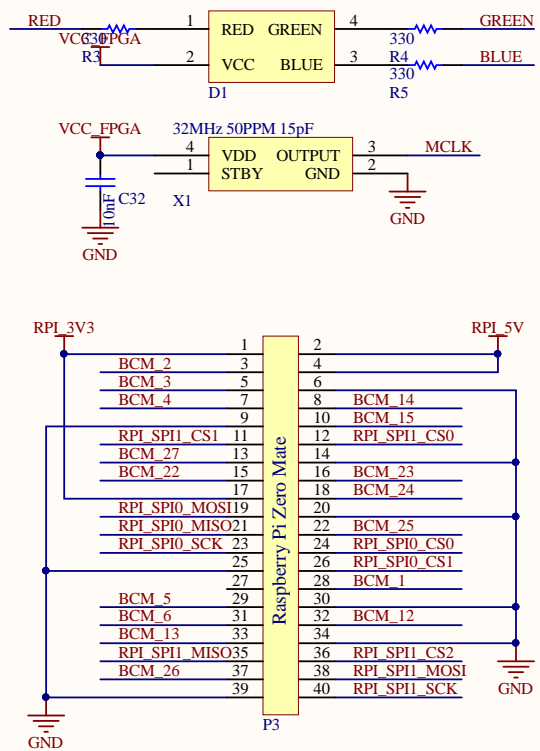 RED 1 RED GREEN 4 GREEN
VCC_FPGA 330 R3 330 R4
2 VCC BLUE 3 BLUE
D1 330 R5
VCC_FPGA 32MHz 50PPM 15pF
4 VDD OUTPUT 3 MCLK
1 STBY GND 2
C32 10nF X1
GND GND
RPI_3V3 RPI_5V
1 2
BCM_2 3 4
BCM_3 5 6
BCM_4 7 8 BCM_14
9 10 BCM_15
RPI_SPI1_CS1 11 12 RPI_SPI1_CS0
BCM_27 13 14
BCM_22 15 16 BCM_23
17 18 BCM_24
RPI_SPI0_MOSI 19 20
RPI_SPI0_MISO 21 22 BCM_25
RPI_SPI0_SCK 23 24 RPI_SPI0_CS0
25 26 RPI_SPI0_CS1
27 28 BCM_1
BCM_5 29 30
BCM_6 31 32 BCM_12
BCM_13 33 34
RPI_SPI1_MISO 35 36 RPI_SPI1_CS2
BCM_26 37 38 RPI_SPI1_MOSI
39 40 RPI_SPI1_SCK
Raspberry Pi Zero Mate
GND P3 GND